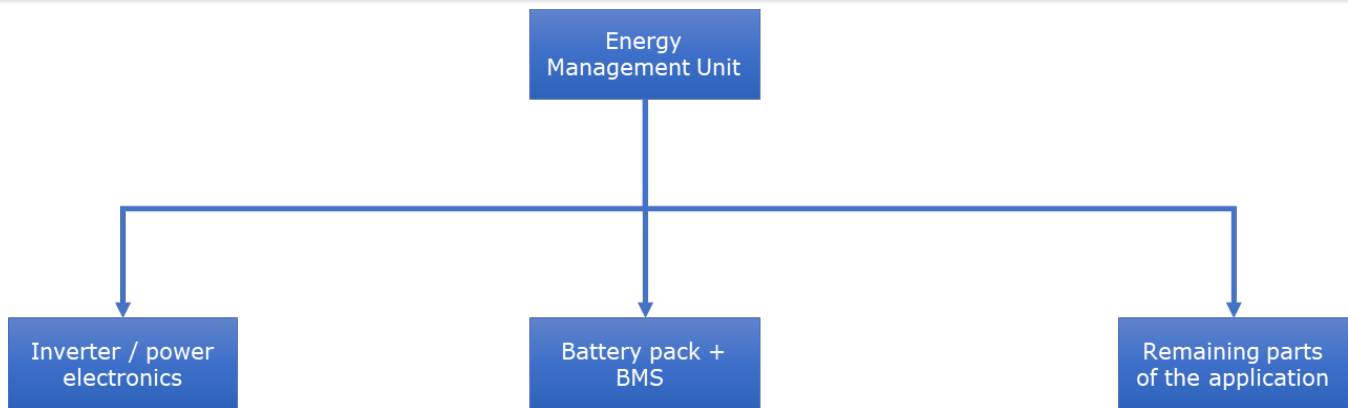 Energy
Management Unit
Inverter / power
electronics
Battery pack +
BMS
Remaining parts
of the application